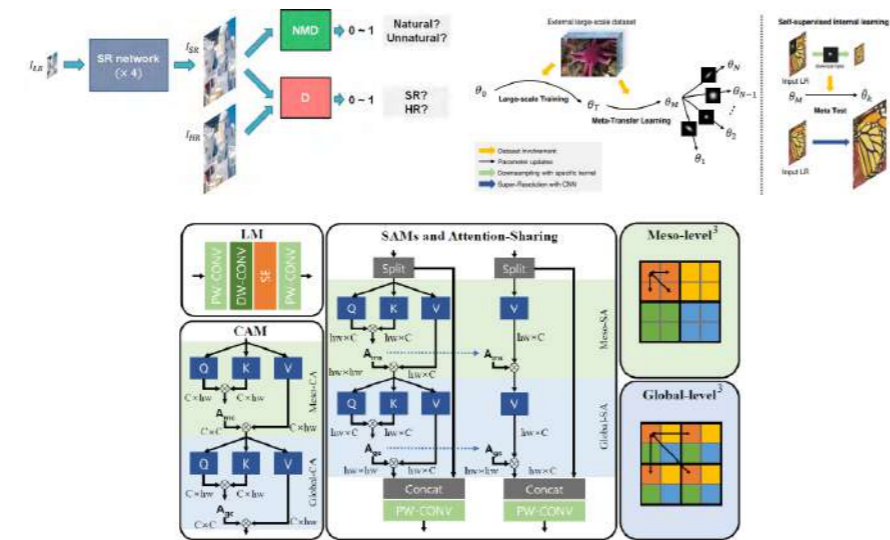 I_LR
SR network
(× 4)
I_SR
I_HR
NMD
D
0 ~ 1
Natural?
Unnatural?
0 ~ 1
SR?
HR?
External large-scale dataset
θ_0
Large-scale Training
θ_T
Meta-Transfer Learning
θ_M
θ_N
θ_N−1
⋮
θ_2
θ_1
Dataset involvement
Parameter updates
Downsampling with specific kernel
Super-Resolution with CNN
Self-supervised internal learning
Input LR
θ_M
θ_k
Meta Test
Input LR
LM
PW-CONV
DW-CONV
SE
PW-CONV
CAM
Q
K
V
C×hw
C×hw
C×C
C×hw
Meso-CA
Q
K
V
C×hw
C×hw
A_gc
C×C
C×hw
Global-CA
SAMs and Attention-Sharing
Split
Split
Q
K
V
V
hw×C
hw×C
hw×C
hw×hw
hw×C
Meso-SA
Q
K
V
V
hw×C
hw×C
hw×C
hw×hw
hw×C
hw×hw
hw×C
Global-SA
Concat
Concat
PW-CONV
PW-CONV
Meso-level³
Global-level³